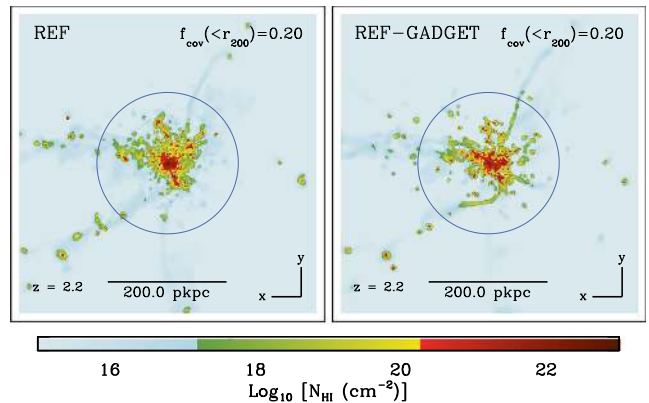 REF
f_cov(<r_200)=0.20
z = 2.2
200.0 pkpc
y
x
REF-GADGET
f_cov(<r_200)=0.20
z = 2.2
200.0 pkpc
y
x
16 18 20 22
Log_10 [N_HI (cm^-2)]